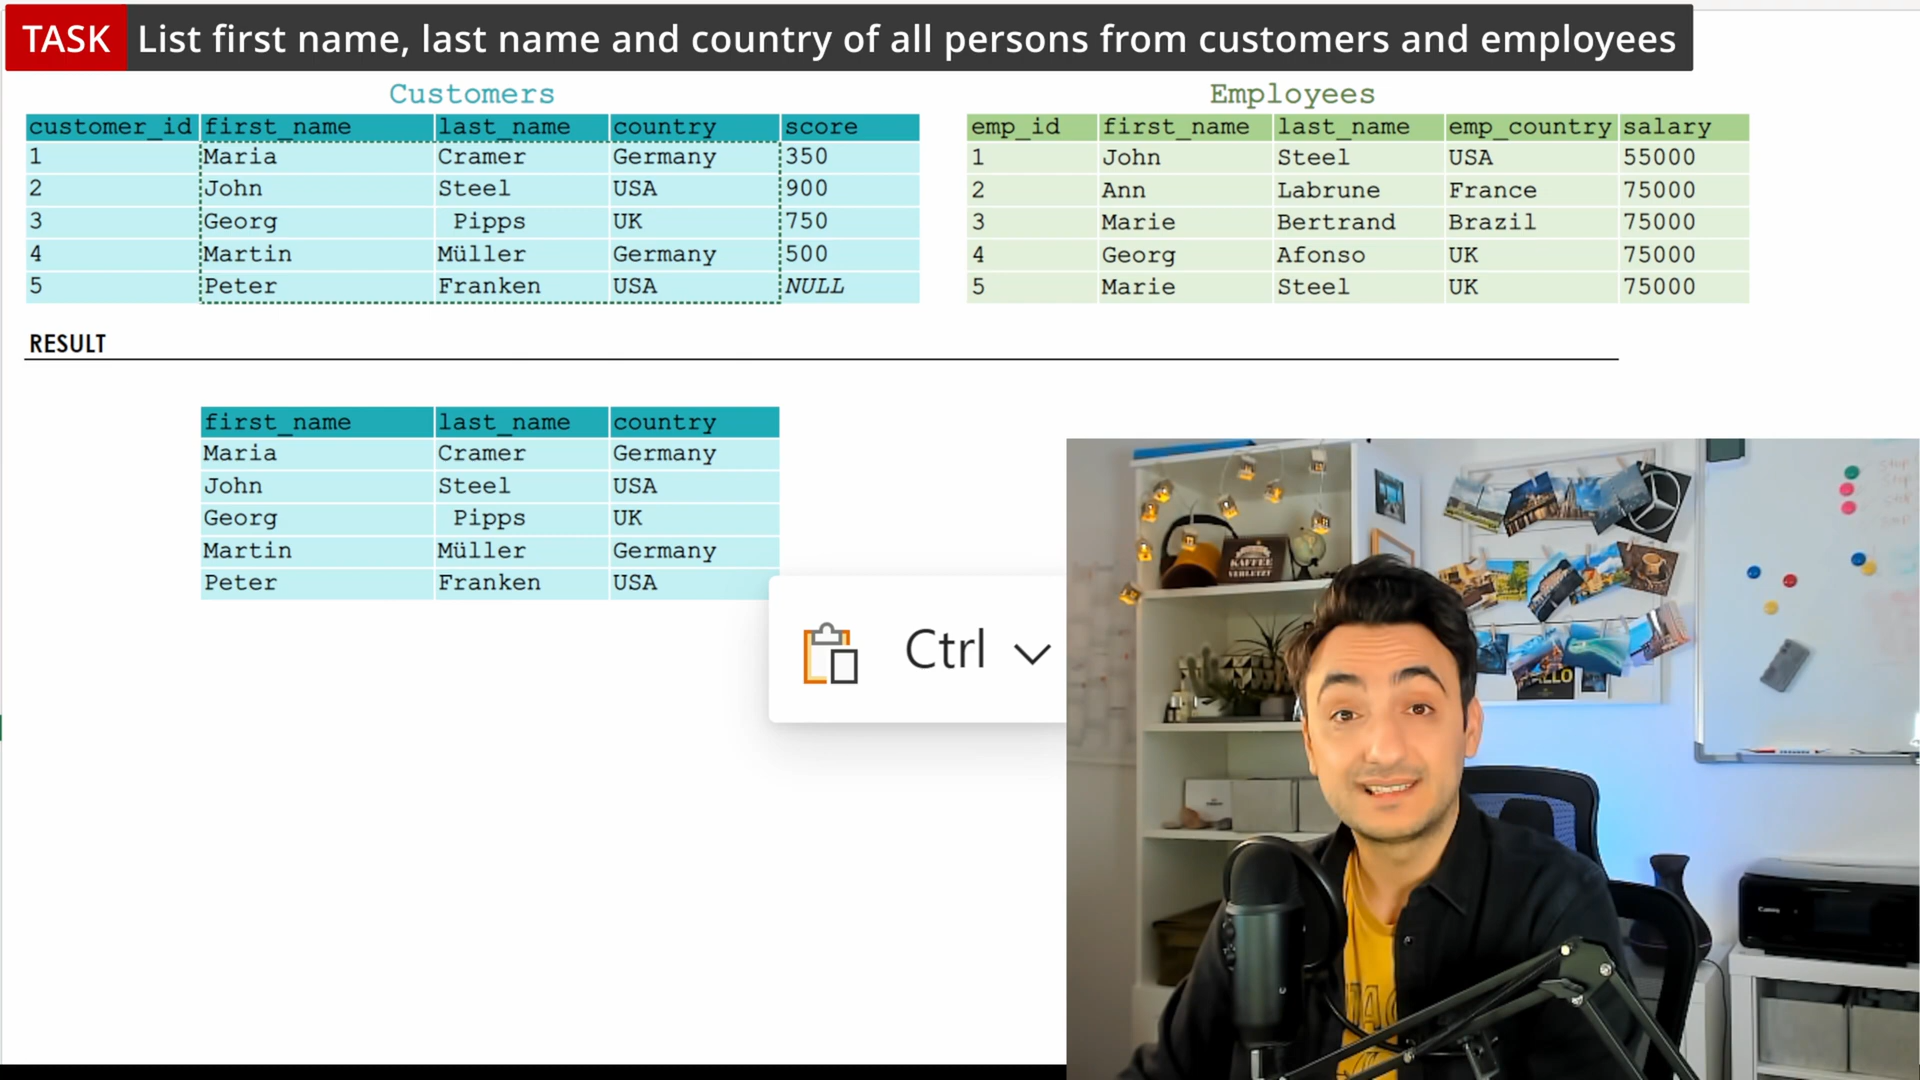 TASK List first name, last name and country of all persons from customers and employees
Customers
customer_id first_name last_name country score
1 Maria Cramer Germany 350
2 John Steel USA 900
3 Georg Pipps UK 750
4 Martin Müller Germany 500
5 Peter Franken USA NULL
Employees
emp_id first_name last_name emp_country salary
1 John Steel USA 55000
2 Ann Labrune France 75000
3 Marie Bertrand Brazil 75000
4 Georg Afonso UK 75000
5 Marie Steel UK 75000
RESULT
first_name last_name country
Maria Cramer Germany
John Steel USA
Georg Pipps UK
Martin Müller Germany
Peter Franken USA
Ctrl
KAFFEE
VERLETZT
Canon